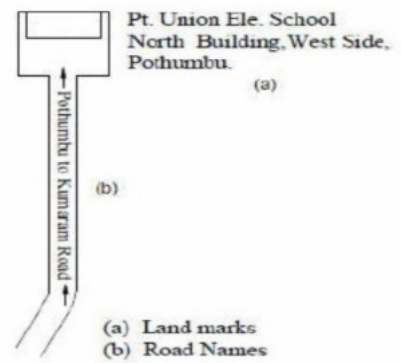 Pt. Union Ele. School
North Building, West Side,
Pothumbu.
(a)
Pothumbu to Kumaram Road
(b)
(a) Land marks
(b) Road Names